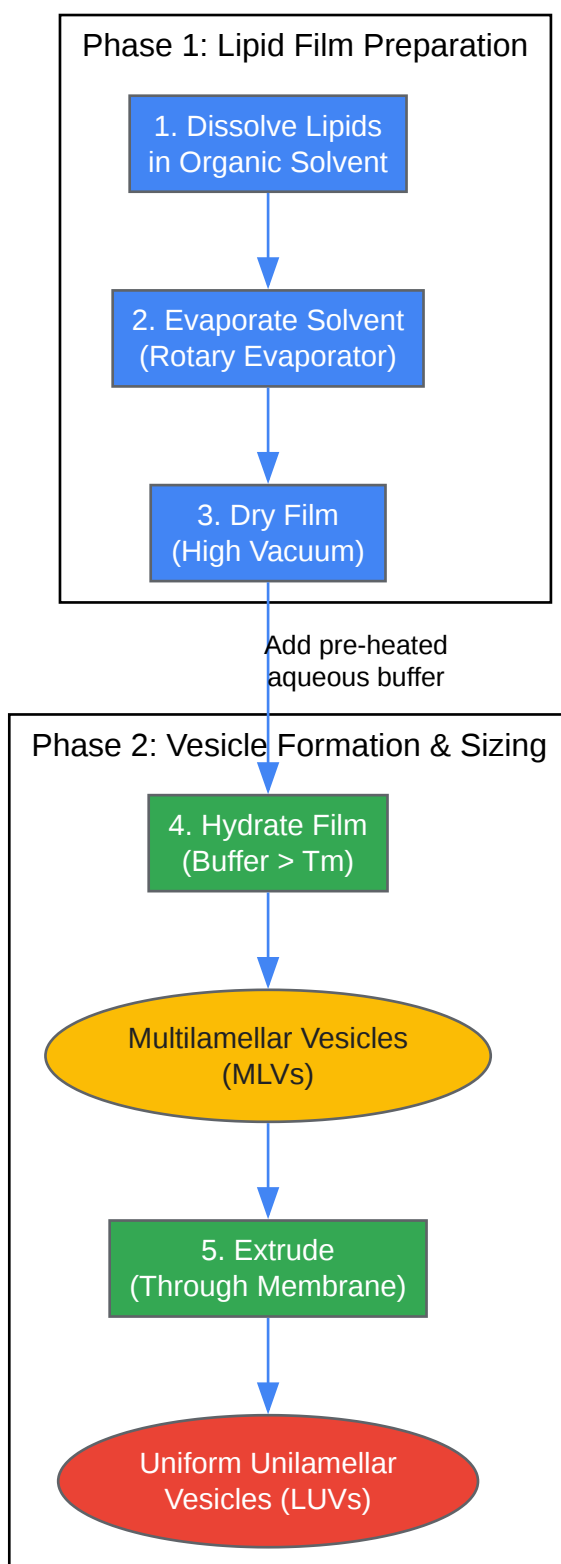 Phase 1: Lipid Film Preparation
1. Dissolve Lipids
in Organic Solvent
2. Evaporate Solvent
(Rotary Evaporator)
3. Dry Film
(High Vacuum)
Add pre-heated
aqueous buffer
Phase 2: Vesicle Formation & Sizing
4. Hydrate Film
(Buffer > Tm)
Multilamellar Vesicles
(MLVs)
5. Extrude
(Through Membrane)
Uniform Unilamellar
Vesicles (LUVs)